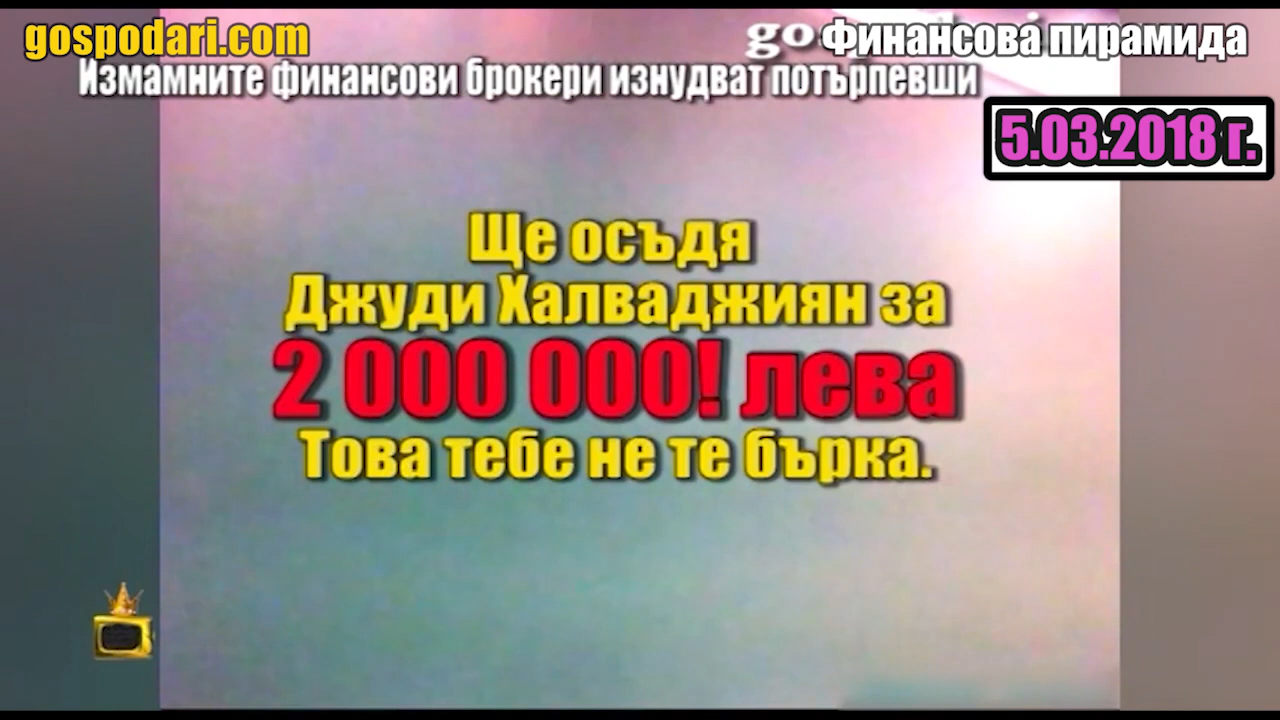 gospodari.com
go Финансова пирамида
Измамните финансови брокери изнудват потърпевши
5.03.2018 г.
Ще осъдя
Джуди Халваджиян за
2 000 000! лева
Това тебе не те бърка.